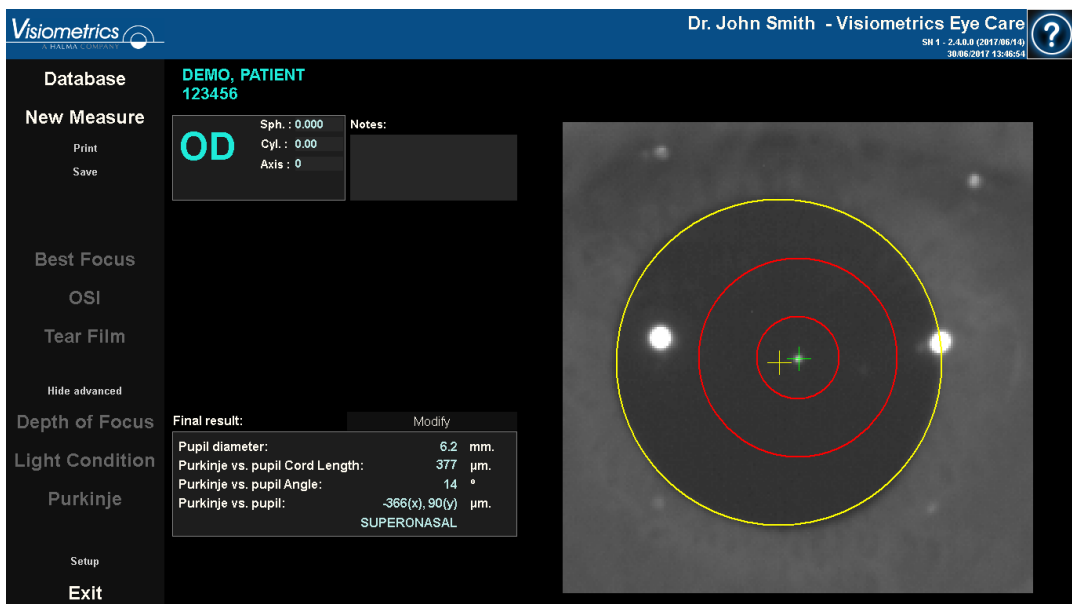 Visiometrics
A HALMA COMPANY
Dr. John Smith - Visiometrics Eye Care
SN 1 - 2.4.0.0 (2017/06/14)
30/06/2017 13:46:54
?
Database
New Measure
Print
Save
Best Focus
OSI
Tear Film
Hide advanced
Depth of Focus
Light Condition
Purkinje
Setup
Exit
DEMO, PATIENT
123456
OD
Sph. : 0.000
Cyl. : 0.00
Axis : 0
Notes:
Final result:
Modify
Pupil diameter: 6.2 mm.
Purkinje vs. pupil Cord Length: 377 µm.
Purkinje vs. pupil Angle: 14 º
Purkinje vs. pupil: -366(x), 90(y) µm.
SUPERONASAL